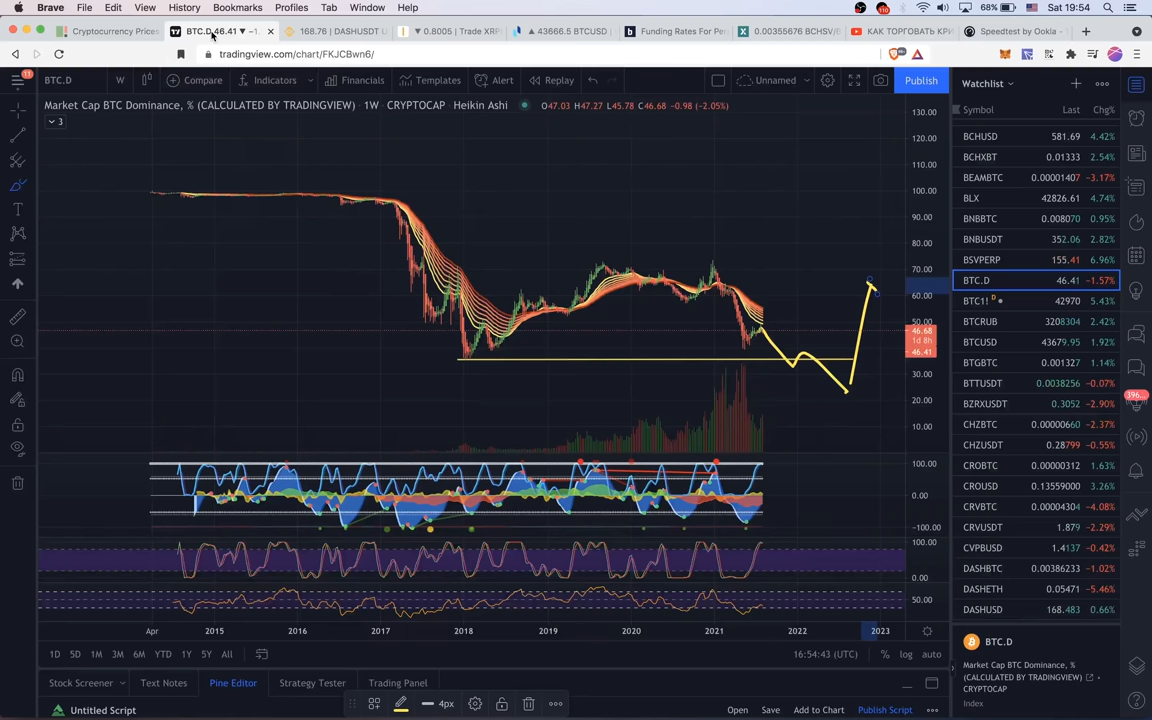 Brave File Edit View History Bookmarks Profiles Tab Window Help 110 68% Sat 19:54
Cryptocurrency Prices BTC.D 46.41 ▼ −1. 168.76 | DASHUSDT | ▼ 0.8005 | Trade XRP ▲ 43666.5 BTCUSD Funding Rates For Per 0.00355676 BCHSV/B КАК ТОРГОВАТЬ КРИ Speedtest by Ookla -
tradingview.com/chart/FKJCBwn6/
11 BTC.D W Compare Indicators Financials Templates Alert Replay Unnamed Publish
Watchlist
Market Cap BTC Dominance, % (CALCULATED BY TRADINGVIEW) • 1W • CRYPTOCAP • Heikin Ashi O47.03 H47.27 L45.78 C46.68 −0.98 (−2.05%)
3
Symbol Last Chg%
BCHUSD 581.69 4.42%
BCHXBT 0.01333 2.54%
BEAMBTC 0.00001407 −3.17%
BLX 42826.61 4.74%
BNBBTC 0.008070 0.95%
BNBUSDT 352.06 2.82%
BSVPERP 155.41 6.96%
BTC.D 46.41 −1.57%
BTC1! D 42970 5.43%
BTCRUB 3208304 2.42%
BTCUSD 43679.95 1.92%
BTGBTC 0.001327 1.14%
BTTUSDT 0.0038256 −0.07%
BZRXUSDT 0.3052 −2.90%
CHZBTC 0.00000660 −2.37%
CHZUSDT 0.28799 −0.55%
CROBTC 0.00000312 1.63%
CROUSD 0.13559000 3.26%
CRVBTC 0.00004304 −4.08%
CRVUSDT 1.879 −2.29%
CVPBUSD 1.4137 −0.42%
DASHBTC 0.00386233 −1.02%
DASHETH 0.05471 −5.46%
DASHUSD 168.483 0.66%
396
130.00
120.00
110.00
100.00
90.00
80.00
70.00
60.00
50.00
46.68
1d 8h
46.41
30.00
20.00
10.00
100.00
0.00
−100.00
100.00
0.00
50.00
Apr 2015 2016 2017 2018 2019 2020 2021 2022 2023
1D 5D 1M 3M 6M YTD 1Y 5Y All 16:54:43 (UTC) % log auto
BTC.D
Market Cap BTC Dominance, %
(CALCULATED BY TRADINGVIEW) •
CRYPTOCAP
Index
Stock Screener Text Notes Pine Editor Strategy Tester Trading Panel
4px
Untitled Script Open Save Add to Chart Publish Script